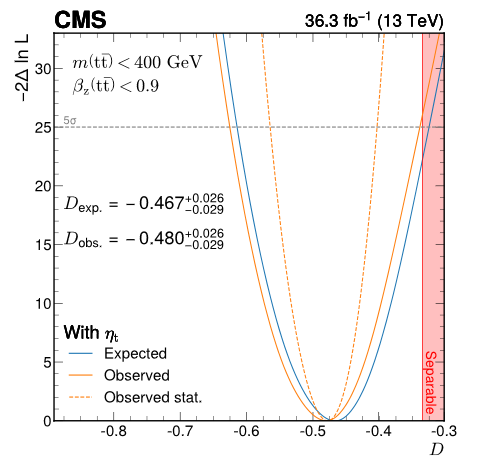 CMS 36.3 fb⁻¹ (13 TeV)
−2Δ ln L
m(tt̄) < 400 GeV
β_z(tt̄) < 0.9
5σ
D_exp. = −0.467 +0.026 −0.029
D_obs. = −0.480 +0.026 −0.029
With η_t
Expected
Observed
Observed stat.
Separable
30
25
20
15
10
5
0
-0.8 -0.7 -0.6 -0.5 -0.4 -0.3
D